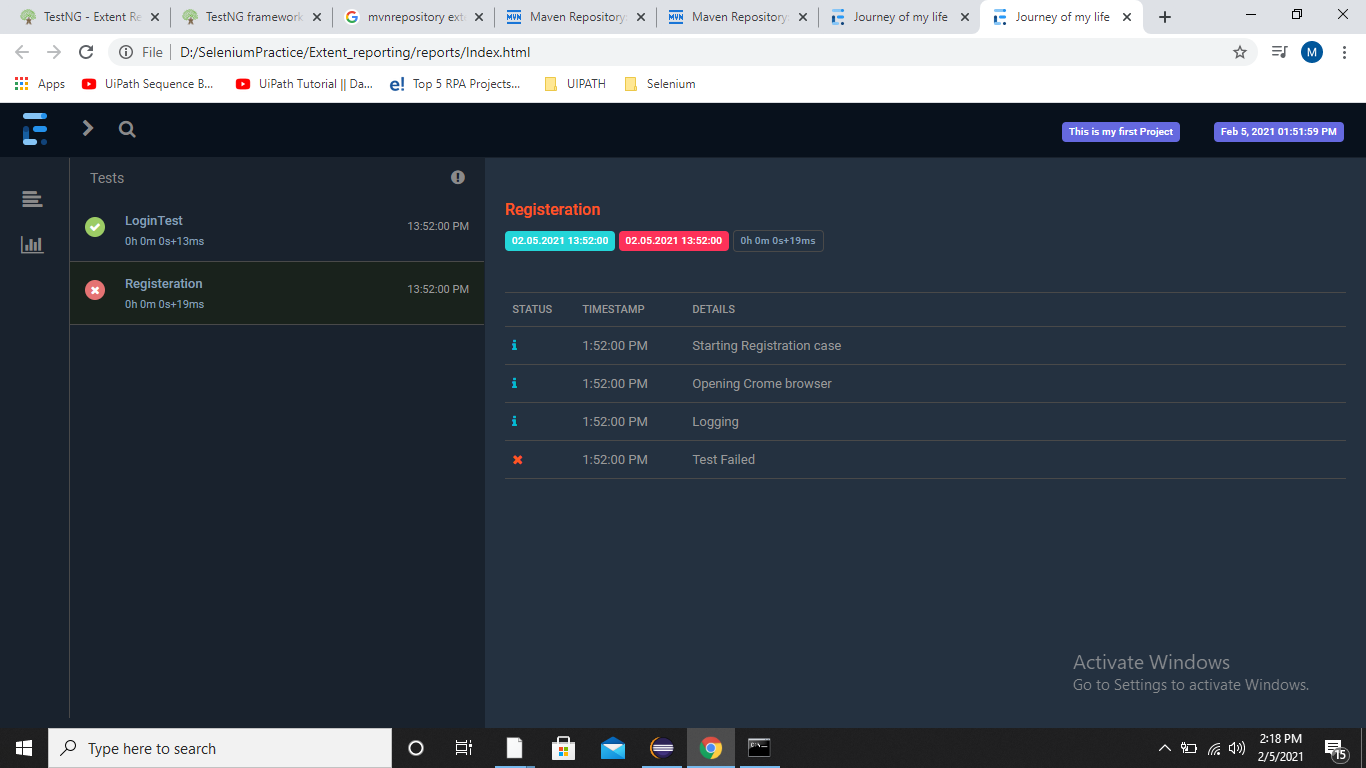 TestNG - Extent Re
TestNG framework
mvnrepository ext
Maven Repository
Maven Repository
Journey of my life
Journey of my life
File
D:/SeleniumPractice/Extent_reporting/reports/Index.html
M
Apps
UiPath Sequence B...
UiPath Tutorial || Da...
e!
Top 5 RPA Projects...
UIPATH
Selenium
This is my first Project
Feb 5, 2021 01:51:59 PM
Tests
LoginTest
13:52:00 PM
0h 0m 0s+13ms
Registeration
13:52:00 PM
0h 0m 0s+19ms
Registeration
02.05.2021 13:52:00
02.05.2021 13:52:00
0h 0m 0s+19ms
STATUS TIMESTAMP DETAILS
1:52:00 PM Starting Registration case
1:52:00 PM Opening Crome browser
1:52:00 PM Logging
1:52:00 PM Test Failed
Activate Windows
Go to Settings to activate Windows.
Type here to search
2:18 PM
2/5/2021
15